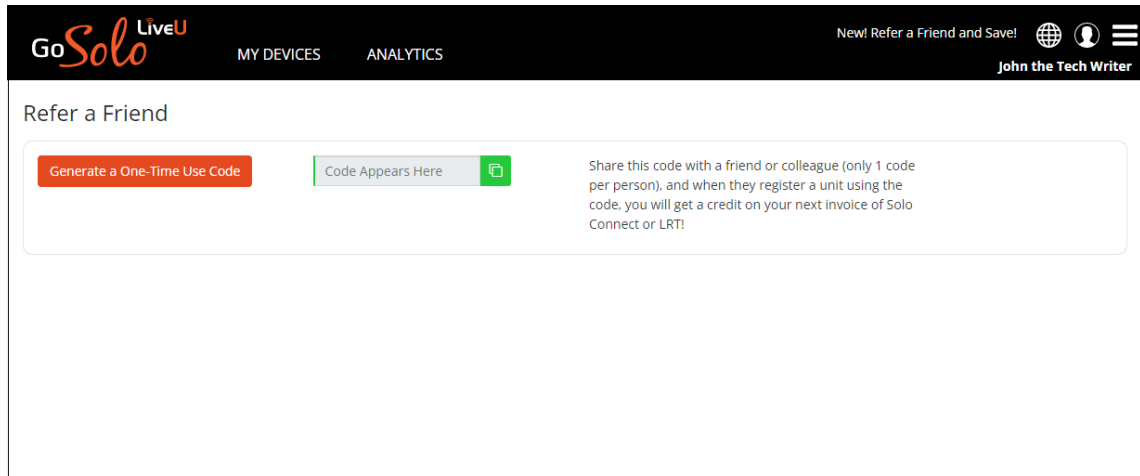 GoSolo LiveU
MY DEVICES
ANALYTICS
New! Refer a Friend and Save!
John the Tech Writer
Refer a Friend
Generate a One-Time Use Code
Code Appears Here
Share this code with a friend or colleague (only 1 code
per person), and when they register a unit using the
code, you will get a credit on your next invoice of Solo
Connect or LRT!